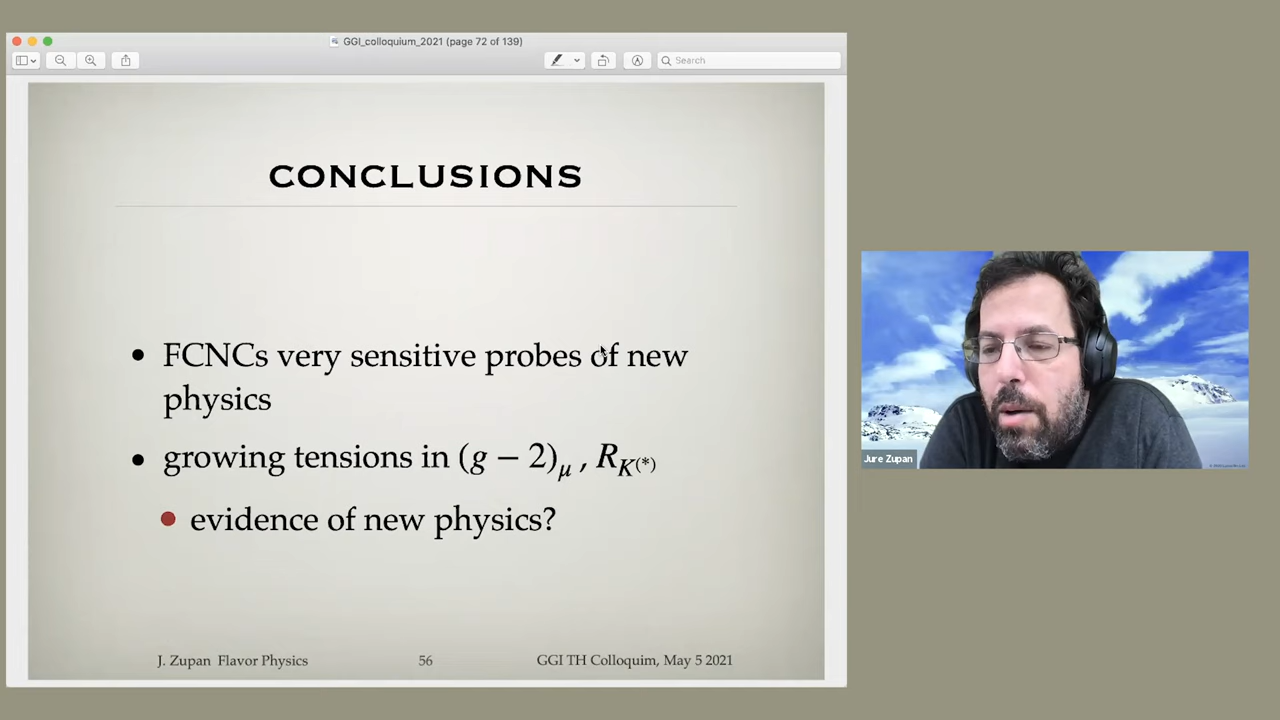 GGI_colloquium_2021 (page 72 of 139)
Search
CONCLUSIONS
• FCNCs very sensitive probes of new
physics
• growing tensions in (g − 2)μ , RK(*)
• evidence of new physics?
J. Zupan Flavor Physics
56
GGI TH Colloquim, May 5 2021
Jure Zupan